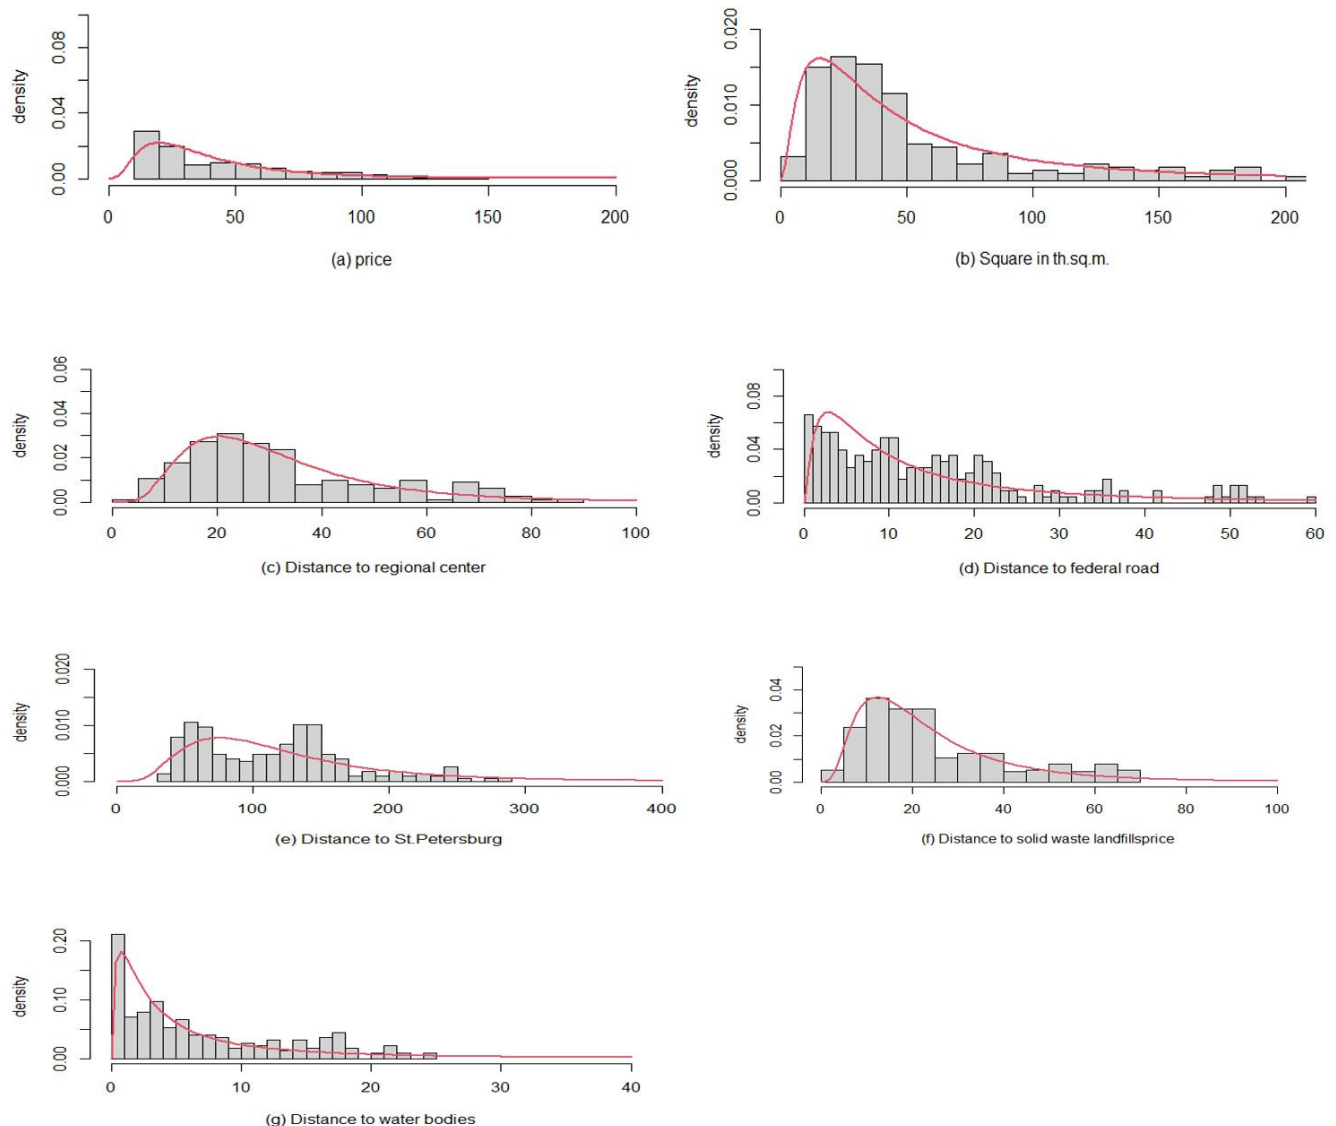 density
0.00 0.04 0.08
0 50 100 150 200
(a) price
density
0.000 0.010 0.020
0 50 100 150 200
(b) Square in th.sq.m.
density
0.00 0.02 0.04 0.06
0 20 40 60 80 100
(c) Distance to regional center
density
0.00 0.04 0.08
0 10 20 30 40 50 60
(d) Distance to federal road
density
0.000 0.010 0.020
0 100 200 300 400
(e) Distance to St.Petersburg
density
0.00 0.02 0.04
0 20 40 60 80 100
(f) Distance to solid waste landfillsprice
density
0.00 0.10 0.20
0 10 20 30 40
(g) Distance to water bodies